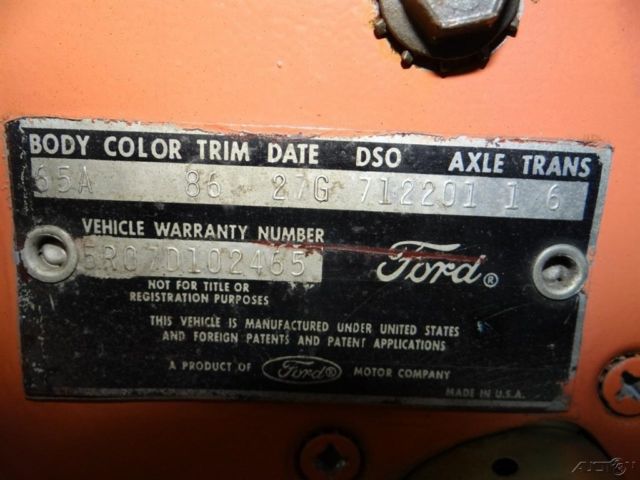 BODY COLOR TRIM DATE DSO AXLE TRANS
65A 86 27G 712201 1 6
VEHICLE WARRANTY NUMBER
5R07D102465
Ford®
NOT FOR TITLE OR
REGISTRATION PURPOSES
THIS VEHICLE IS MANUFACTURED UNDER UNITED STATES
AND FOREIGN PATENTS AND PATENT APPLICATIONS
A PRODUCT OF Ford® MOTOR COMPANY
MADE IN U.S.A.